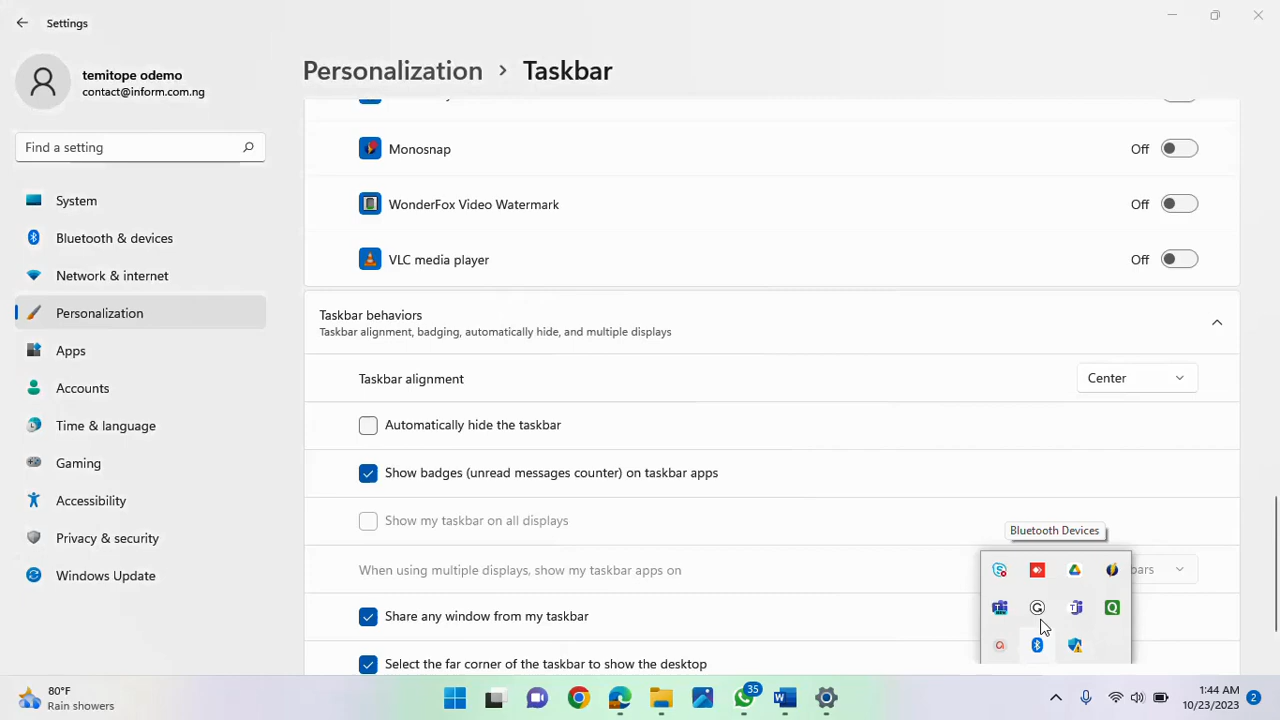 Settings
temitope odemo
contact@inform.com.ng
Find a setting
System
Bluetooth & devices
Network & internet
Personalization
Apps
Accounts
Time & language
Gaming
Accessibility
Privacy & security
Windows Update
Personalization > Taskbar
Monosnap Off
WonderFox Video Watermark Off
VLC media player Off
Taskbar behaviors
Taskbar alignment, badging, automatically hide, and multiple displays
Taskbar alignment Center
Automatically hide the taskbar
Show badges (unread messages counter) on taskbar apps
Show my taskbar on all displays
Bluetooth Devices
When using multiple displays, show my taskbar apps on
Share any window from my taskbar
Select the far corner of the taskbar to show the desktop
80°F
Rain showers
35
1:44 AM
10/23/2023
2